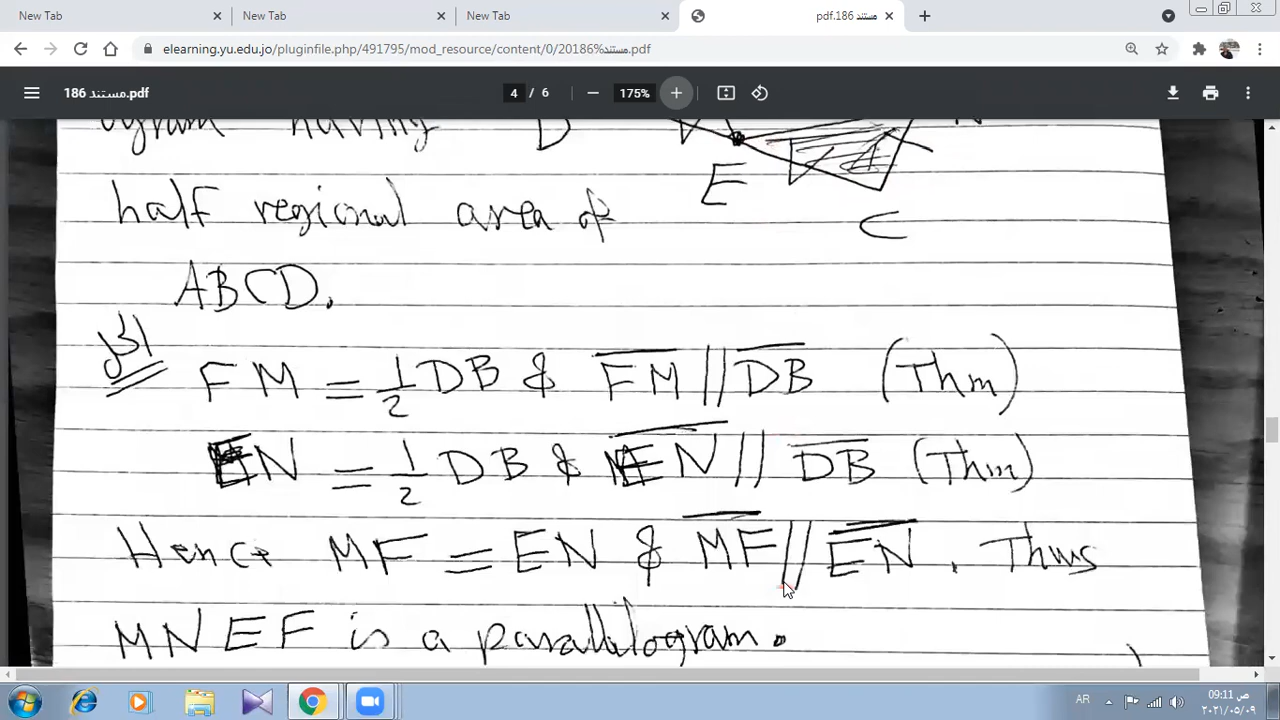 New Tab New Tab New Tab مستند 186.pdf
elearning.yu.edu.jo/pluginfile.php/491795/mod_resource/content/0/20186%مستند.pdf
مستند 186.pdf 4 / 6 175%
ogram having D N
E
half regional area of
C
ABCD.
الحل
FM = 1/2 DB & FM // DB (Thm)
EN = 1/2 DB & EN // DB (Thm)
Hence MF = EN & MF // EN. Thus
MNEF is a parallilogram.
AR
09:11 ص
٢٠٢١/٠٥/٠٩